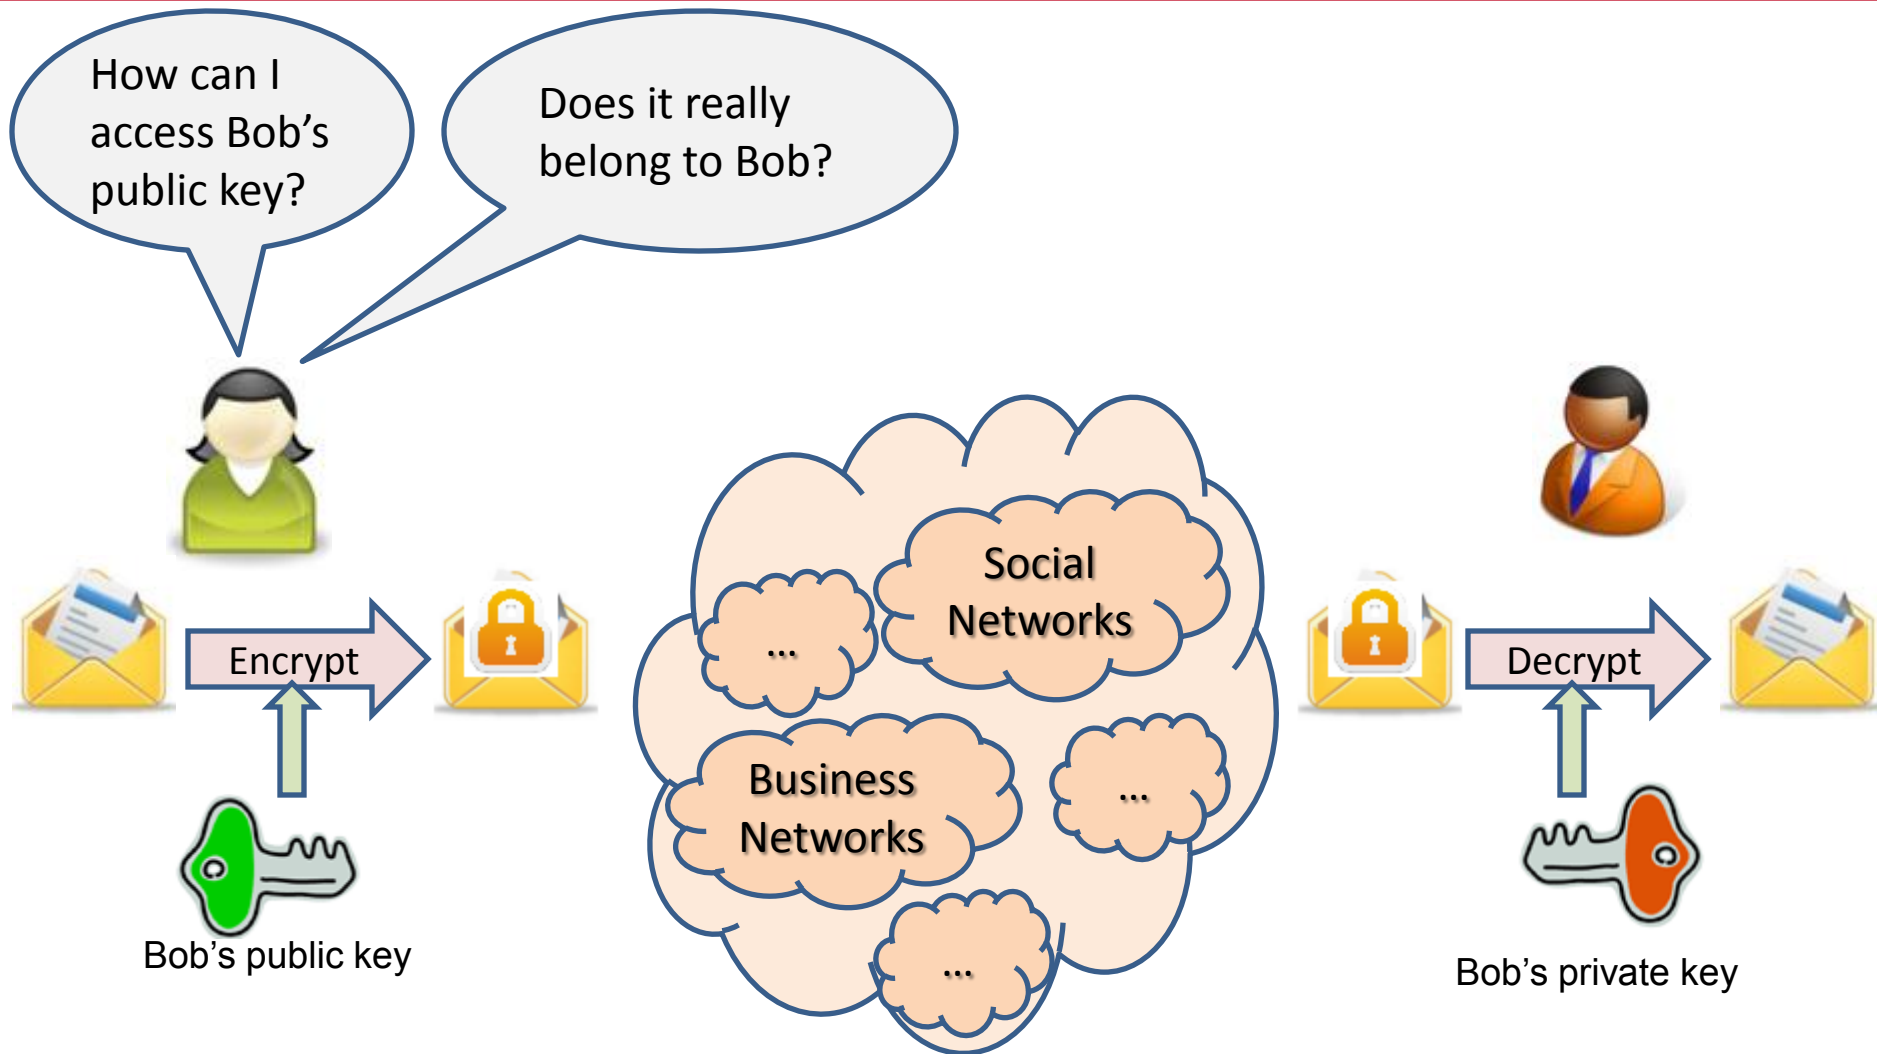 How can I
access Bob’s
public key?
Does it really
belong to Bob?
Social
Networks
...
Encrypt
Decrypt
Business
Networks
...
...
Bob’s public key
Bob’s private key